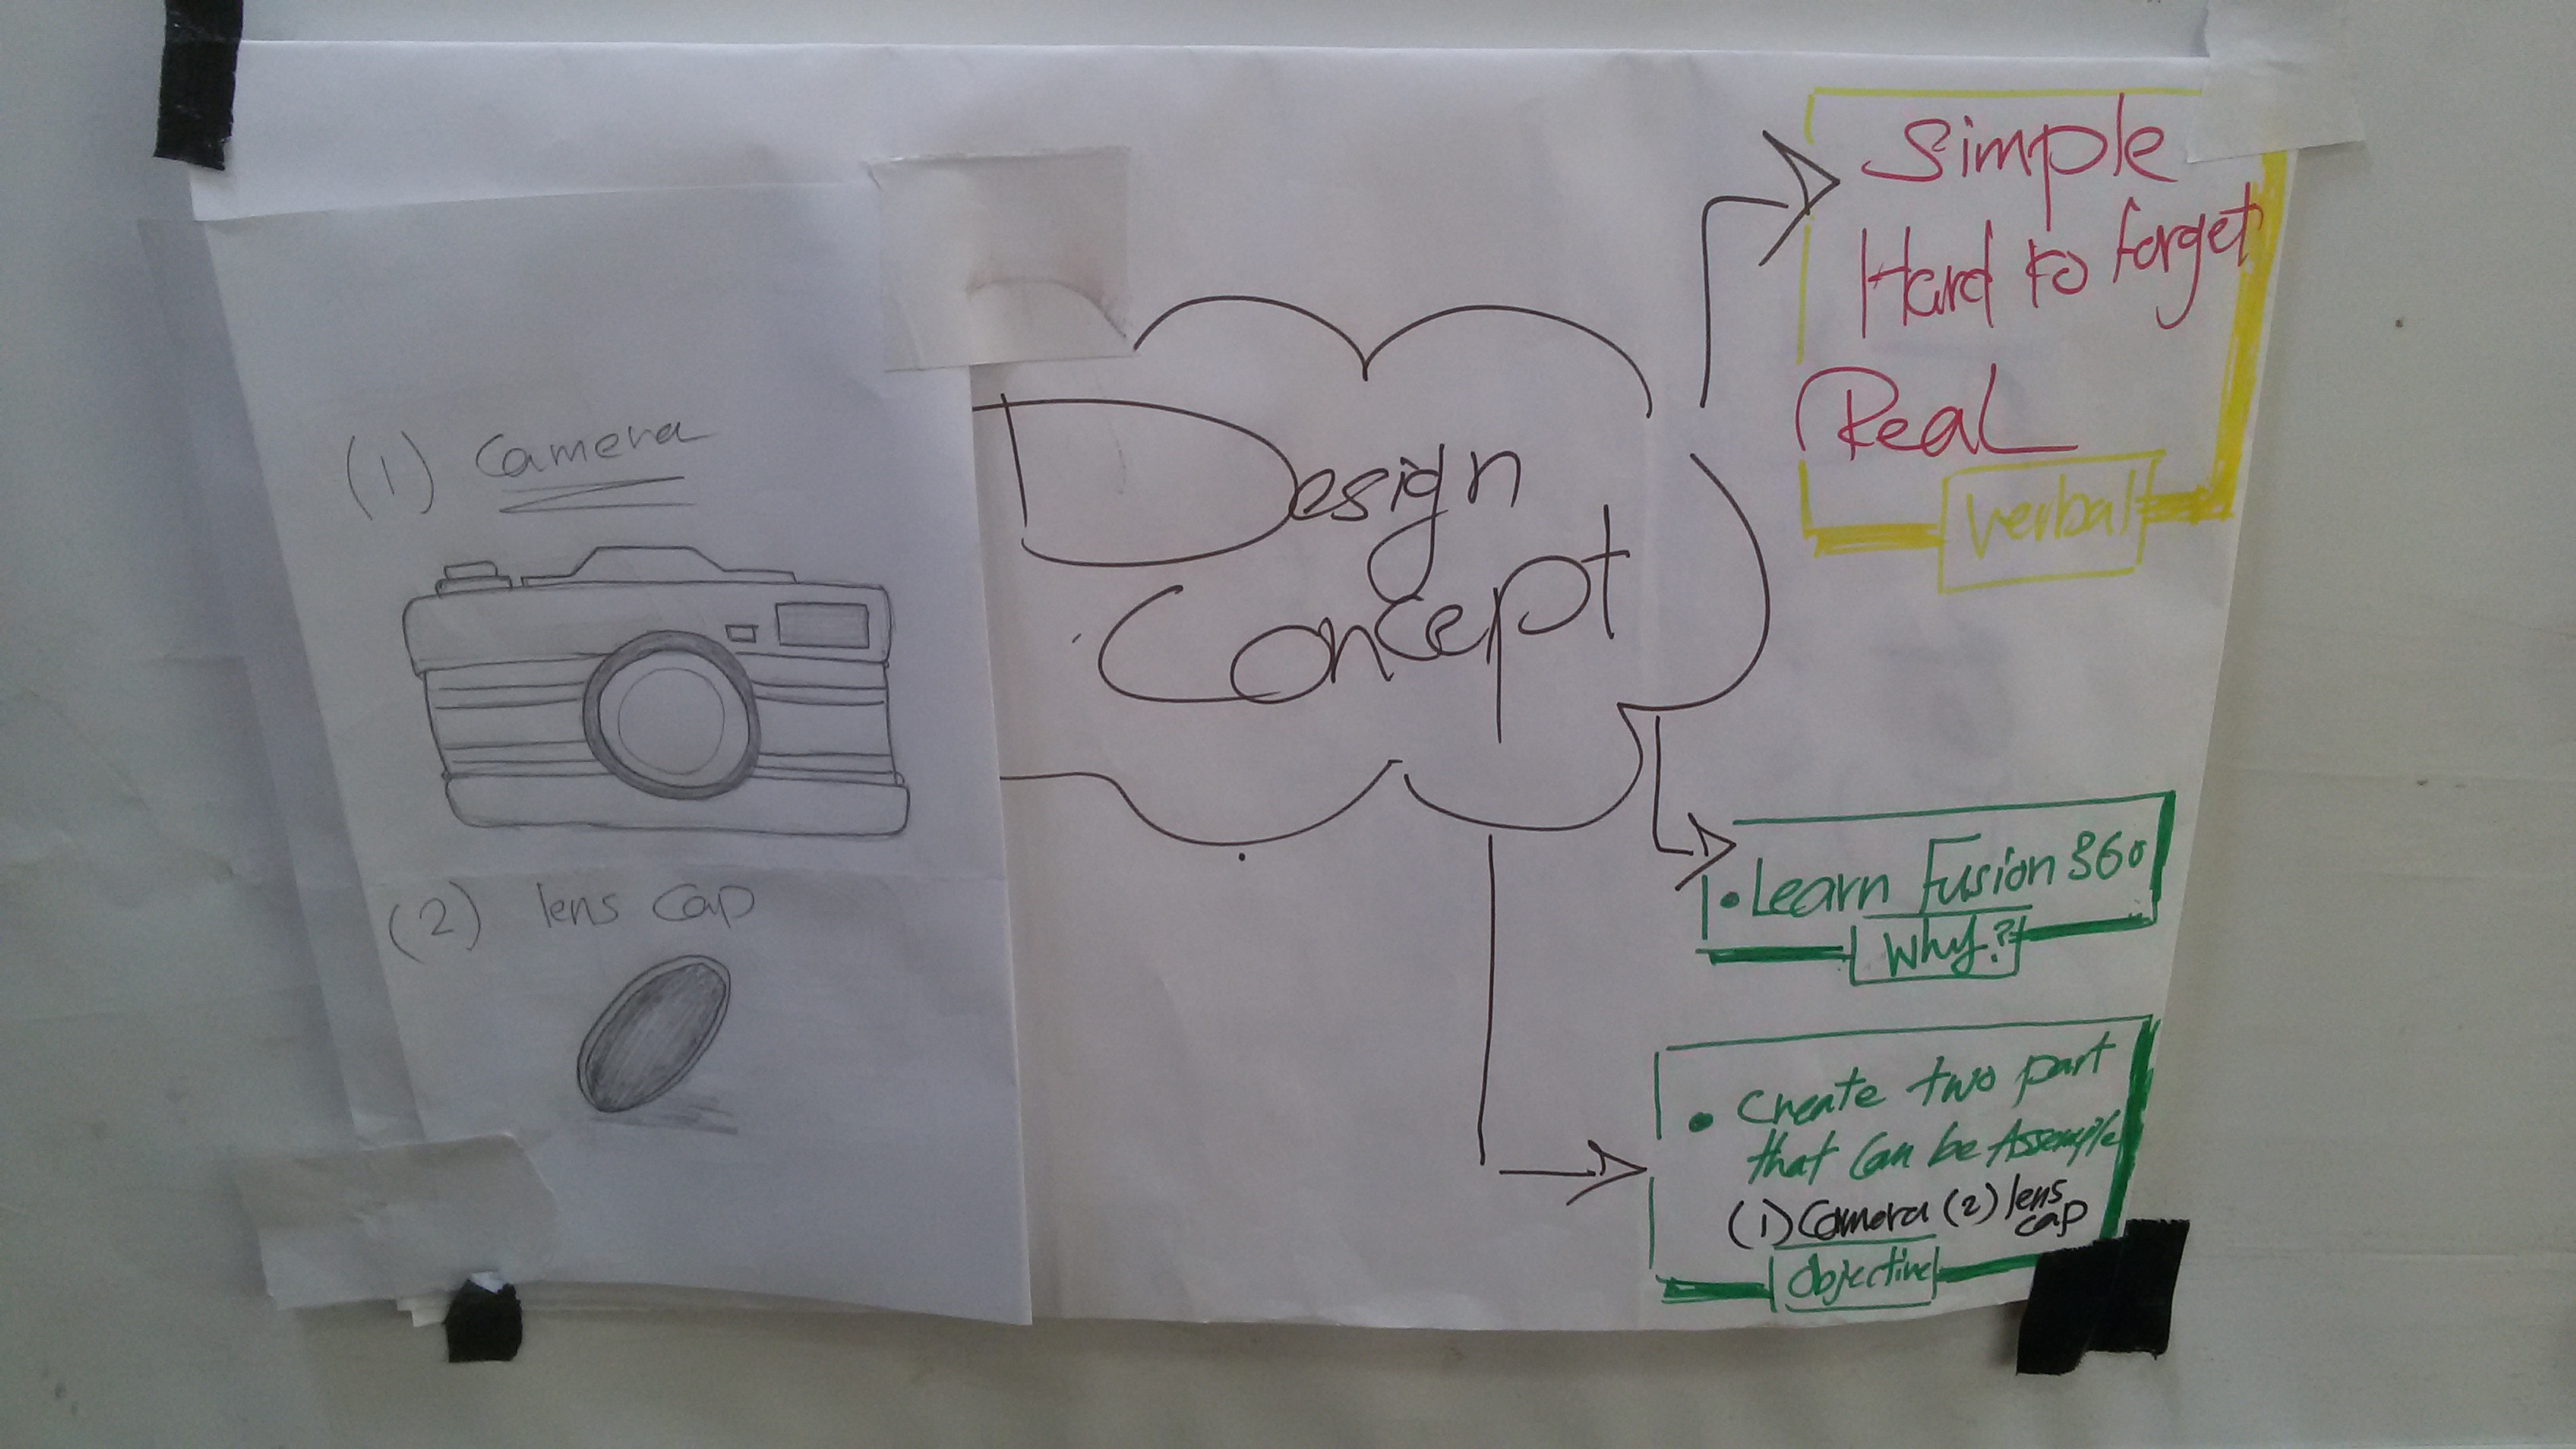 (1) Camera
(2) lens cap
Design
Concept
Simple
Hard to forget
Real
Verbal
• Learn Fusion 360
Why?
• Create two part
that Can be Assemple
(1) Camera (2) lens
cap
Objective